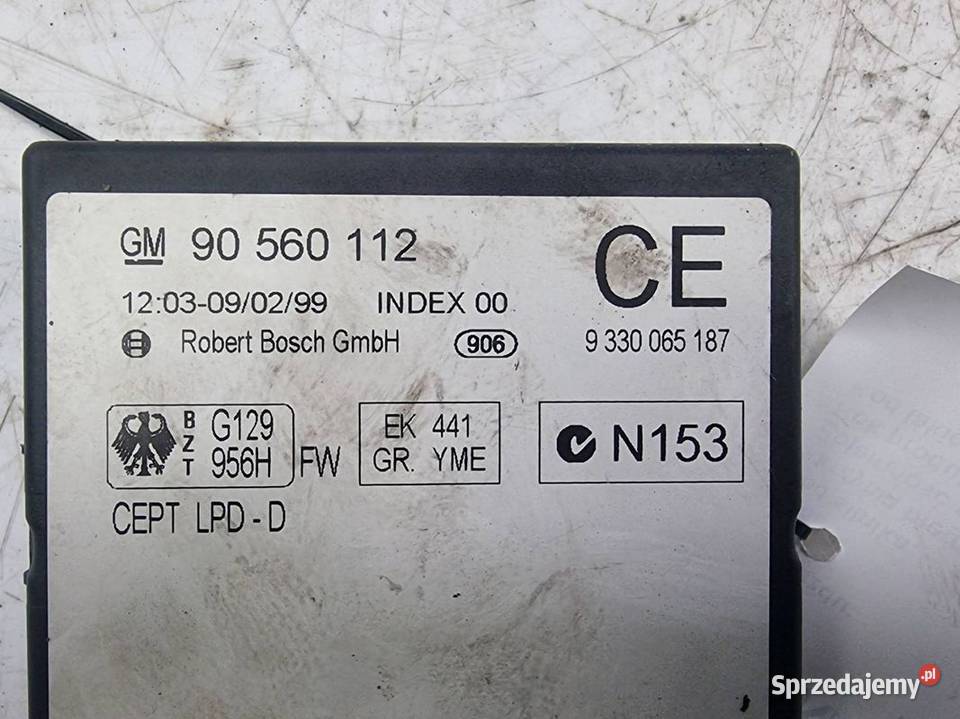 GM 90 560 112
CE
12:03-09/02/99 INDEX 00
Robert Bosch GmbH 906 9 330 065 187
BZT G129
956H
FW
EK 441
GR. YME
N153
CEPT LPD-D
Sprzedajemy.pl